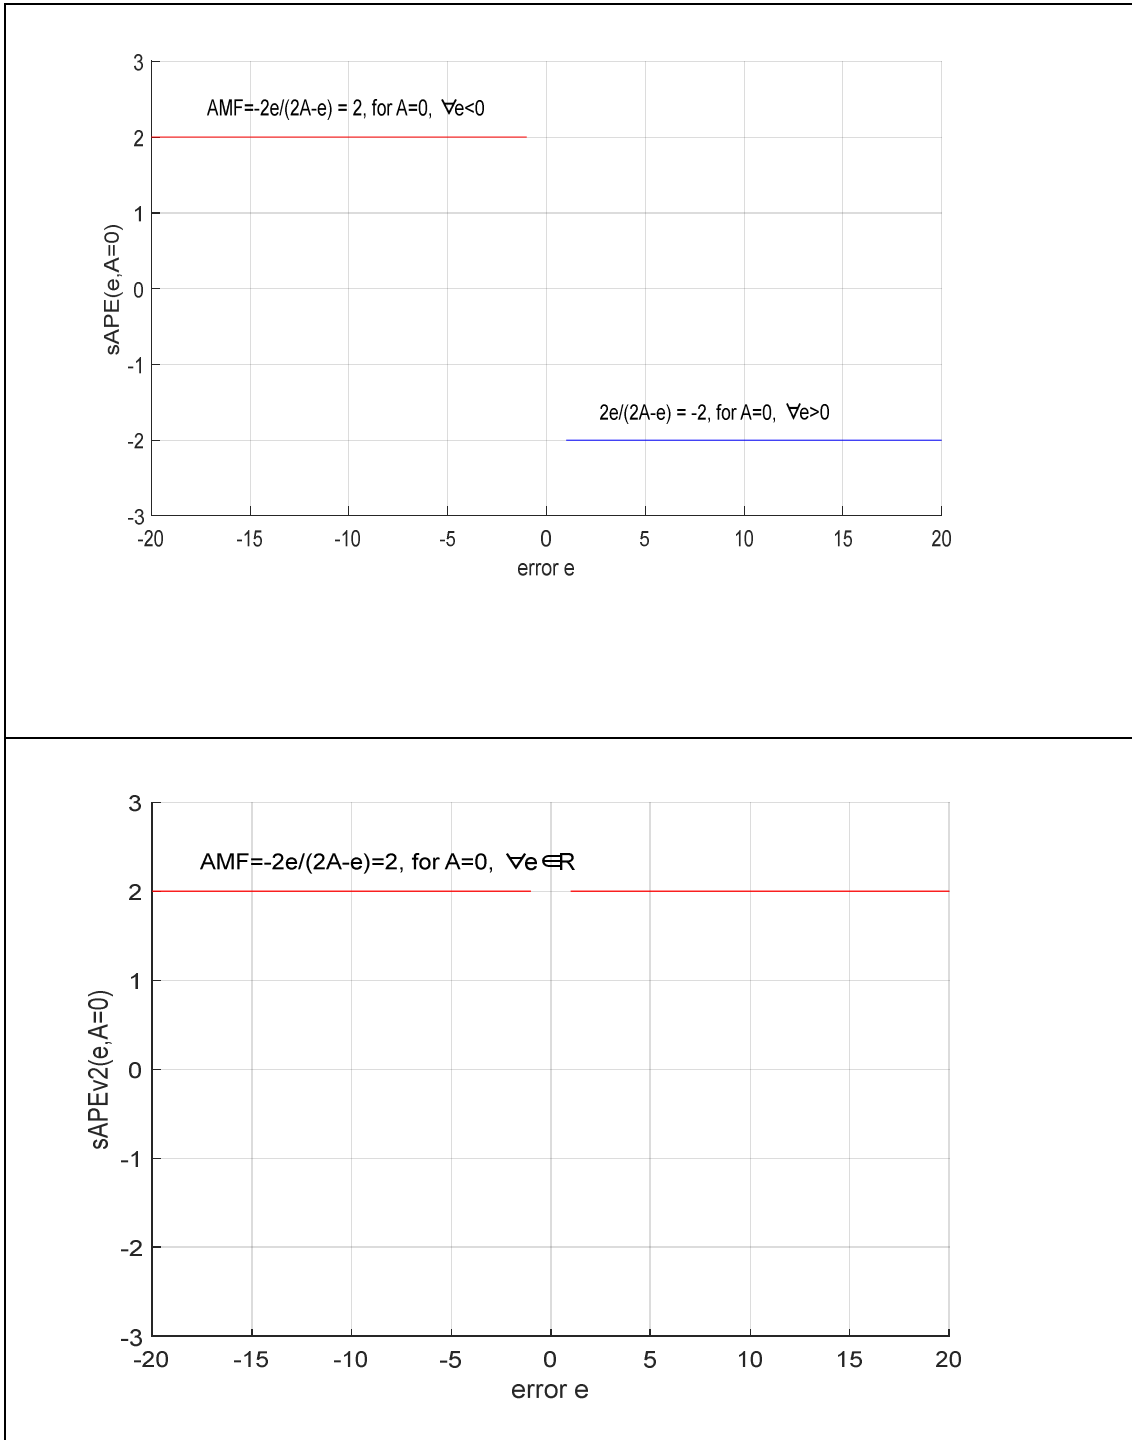 3
AMF=-2e/(2A-e) = 2, for A=0, ∀e<0
2
1
sAPE(e,A=0)
0
-1
2e/(2A-e) = -2, for A=0, ∀e>0
-2
-3
-20 -15 -10 -5 0 5 10 15 20
error e
3
AMF=-2e/(2A-e)=2, for A=0, ∀e∈R
2
1
sAPEv2(e,A=0)
0
-1
-2
-3
-20 -15 -10 -5 0 5 10 15 20
error e